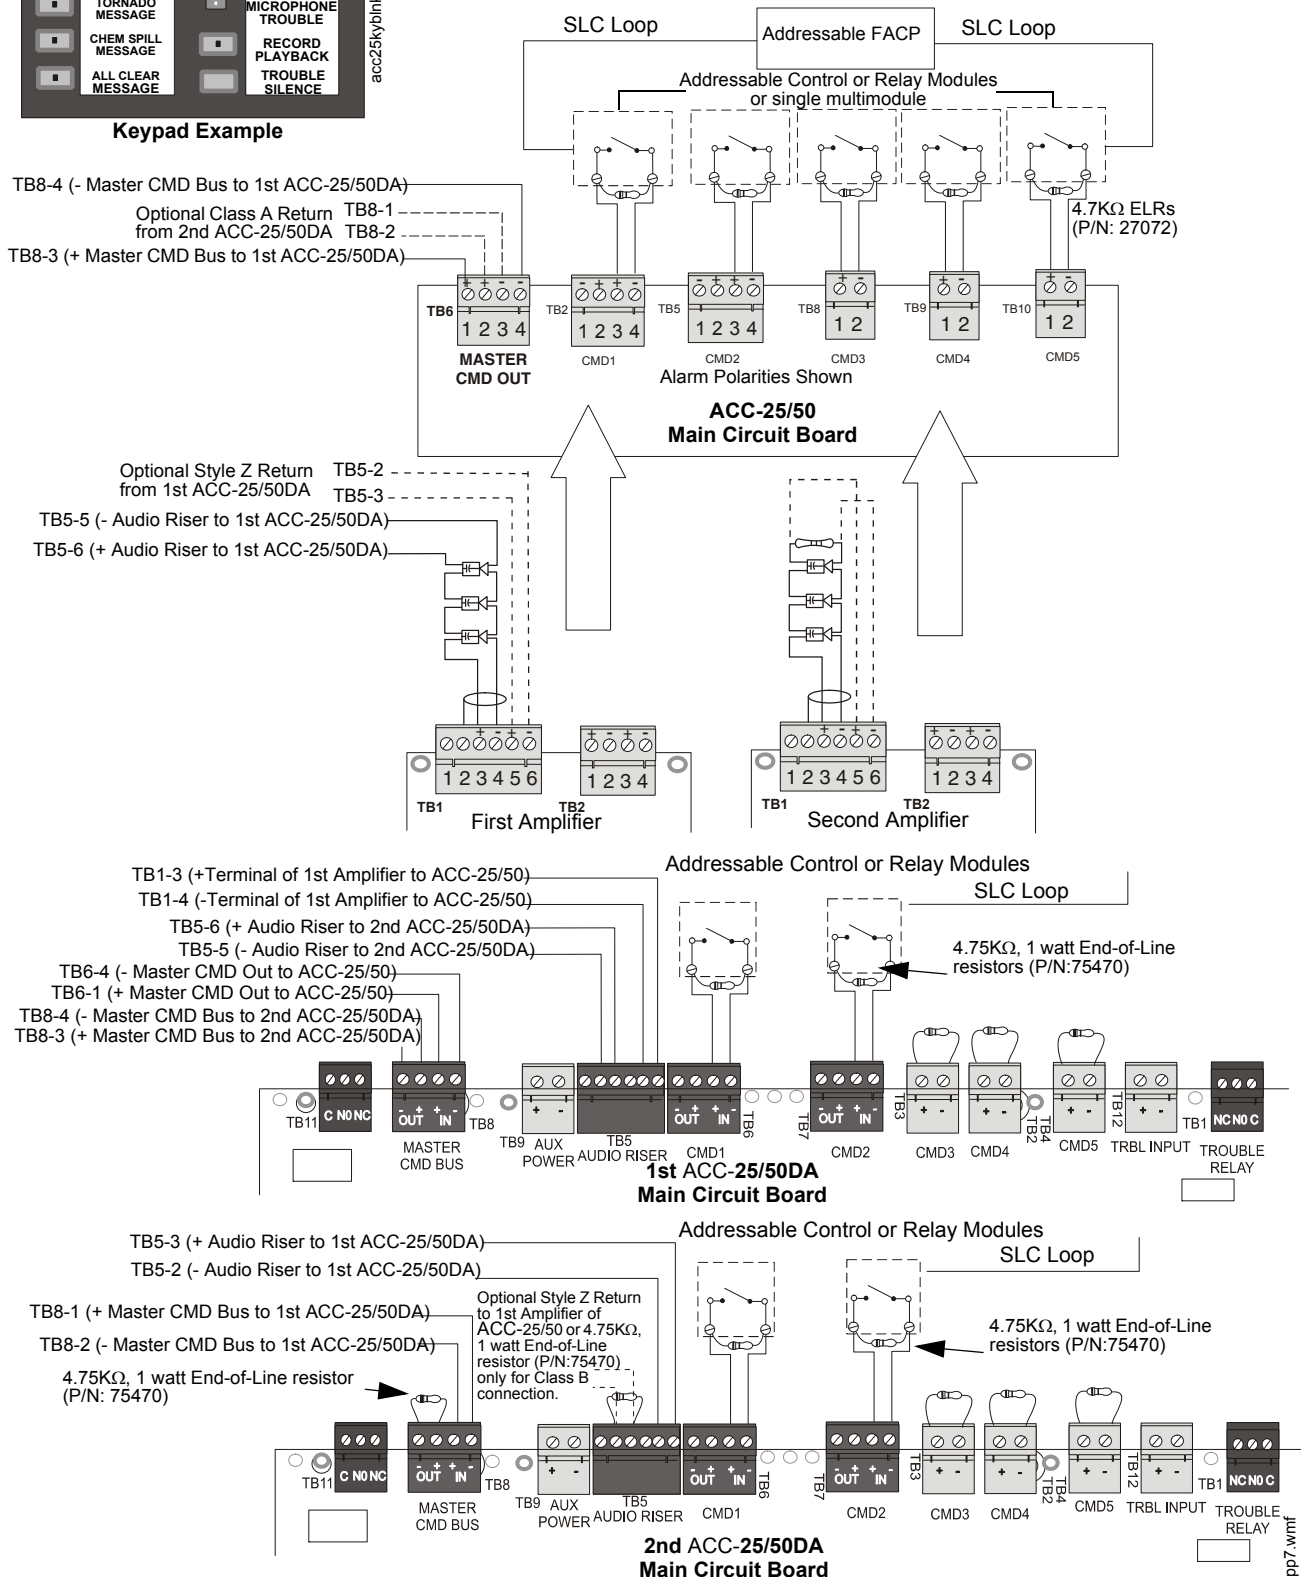 TORNADO
MESSAGE
MICROPHONE
TROUBLE
CHEM SPILL
MESSAGE
RECORD
PLAYBACK
ALL CLEAR
MESSAGE
TROUBLE
SILENCE
Keypad Example
SLC Loop
Addressable FACP
SLC Loop
Addressable Control or Relay Modules
or single multimodule
TB8-4 (- Master CMD Bus to 1st ACC-25/50DA)
Optional Class A Return TB8-1
from 2nd ACC-25/50DA TB8-2
TB8-3 (+ Master CMD Bus to 1st ACC-25/50DA)
4.7KΩ ELRs
(P/N: 27072)
+ + - -
- + + -
- + + -
+ -
+ -
+ -
TB6
TB2
TB5
TB8
TB9
TB10
1 2 3 4
1 2 3 4
1 2 3 4
1 2
1 2
1 2
MASTER
CMD OUT
CMD1
CMD2
CMD3
CMD4
CMD5
Alarm Polarities Shown
ACC-25/50
Main Circuit Board
Optional Style Z Return TB5-2
from 1st ACC-25/50DA TB5-3
TB5-5 (- Audio Riser to 1st ACC-25/50DA)
TB5-6 (+ Audio Riser to 1st ACC-25/50DA)
+ - + -
+ - + -
+ - + -
+ - + -
1 2 3 4 5 6
1 2 3 4
1 2 3 4 5 6
1 2 3 4
TB1
TB2
TB1
TB2
First Amplifier
Second Amplifier
TB1-3 (+Terminal of 1st Amplifier to ACC-25/50)
TB1-4 (-Terminal of 1st Amplifier to ACC-25/50)
TB5-6 (+ Audio Riser to 2nd ACC-25/50DA)
TB5-5 (- Audio Riser to 2nd ACC-25/50DA)
TB6-4 (- Master CMD Out to ACC-25/50)
TB6-1 (+ Master CMD Out to ACC-25/50)
TB8-4 (- Master CMD Bus to 2nd ACC-25/50DA)
TB8-3 (+ Master CMD Bus to 2nd ACC-25/50DA)
Addressable Control or Relay Modules
SLC Loop
4.75KΩ, 1 watt End-of-Line
resistors (P/N:75470)
TB11
C NO NC
- + + -
OUT IN
TB8
MASTER
CMD BUS
TB9
+ -
AUX
POWER
TB5
AUDIO RISER
- + + -
OUT IN
CMD1
TB6
TB7
- + + -
OUT IN
CMD2
TB3
+ -
CMD3
+ -
CMD4
TB2
TB4
+ -
CMD5
TB12
+ -
TRBL INPUT
TB1
NC NO C
TROUBLE
RELAY
1st ACC-25/50DA
Main Circuit Board
TB5-3 (+ Audio Riser to 1st ACC-25/50DA)
TB5-2 (- Audio Riser to 1st ACC-25/50DA)
TB8-1 (+ Master CMD Bus to 1st ACC-25/50DA)
TB8-2 (- Master CMD Bus to 1st ACC-25/50DA)
4.75KΩ, 1 watt End-of-Line resistor
(P/N: 75470)
Optional Style Z Return
to 1st Amplifier of
ACC-25/50 or 4.75KΩ,
1 watt End-of-Line
resistor (P/N:75470)
only for Class B
connection.
Addressable Control or Relay Modules
SLC Loop
4.75KΩ, 1 watt End-of-Line
resistors (P/N:75470)
TB11
C NO NC
- + + -
OUT IN
TB8
MASTER
CMD BUS
TB9
+ -
AUX
POWER
TB5
AUDIO RISER
- + + -
OUT IN
CMD1
TB6
TB7
- + + -
OUT IN
CMD2
TB3
+ -
CMD3
+ -
CMD4
TB2
TB4
+ -
CMD5
TB12
+ -
TRBL INPUT
TB1
NC NO C
TROUBLE
RELAY
2nd ACC-25/50DA
Main Circuit Board
pp7.wmf